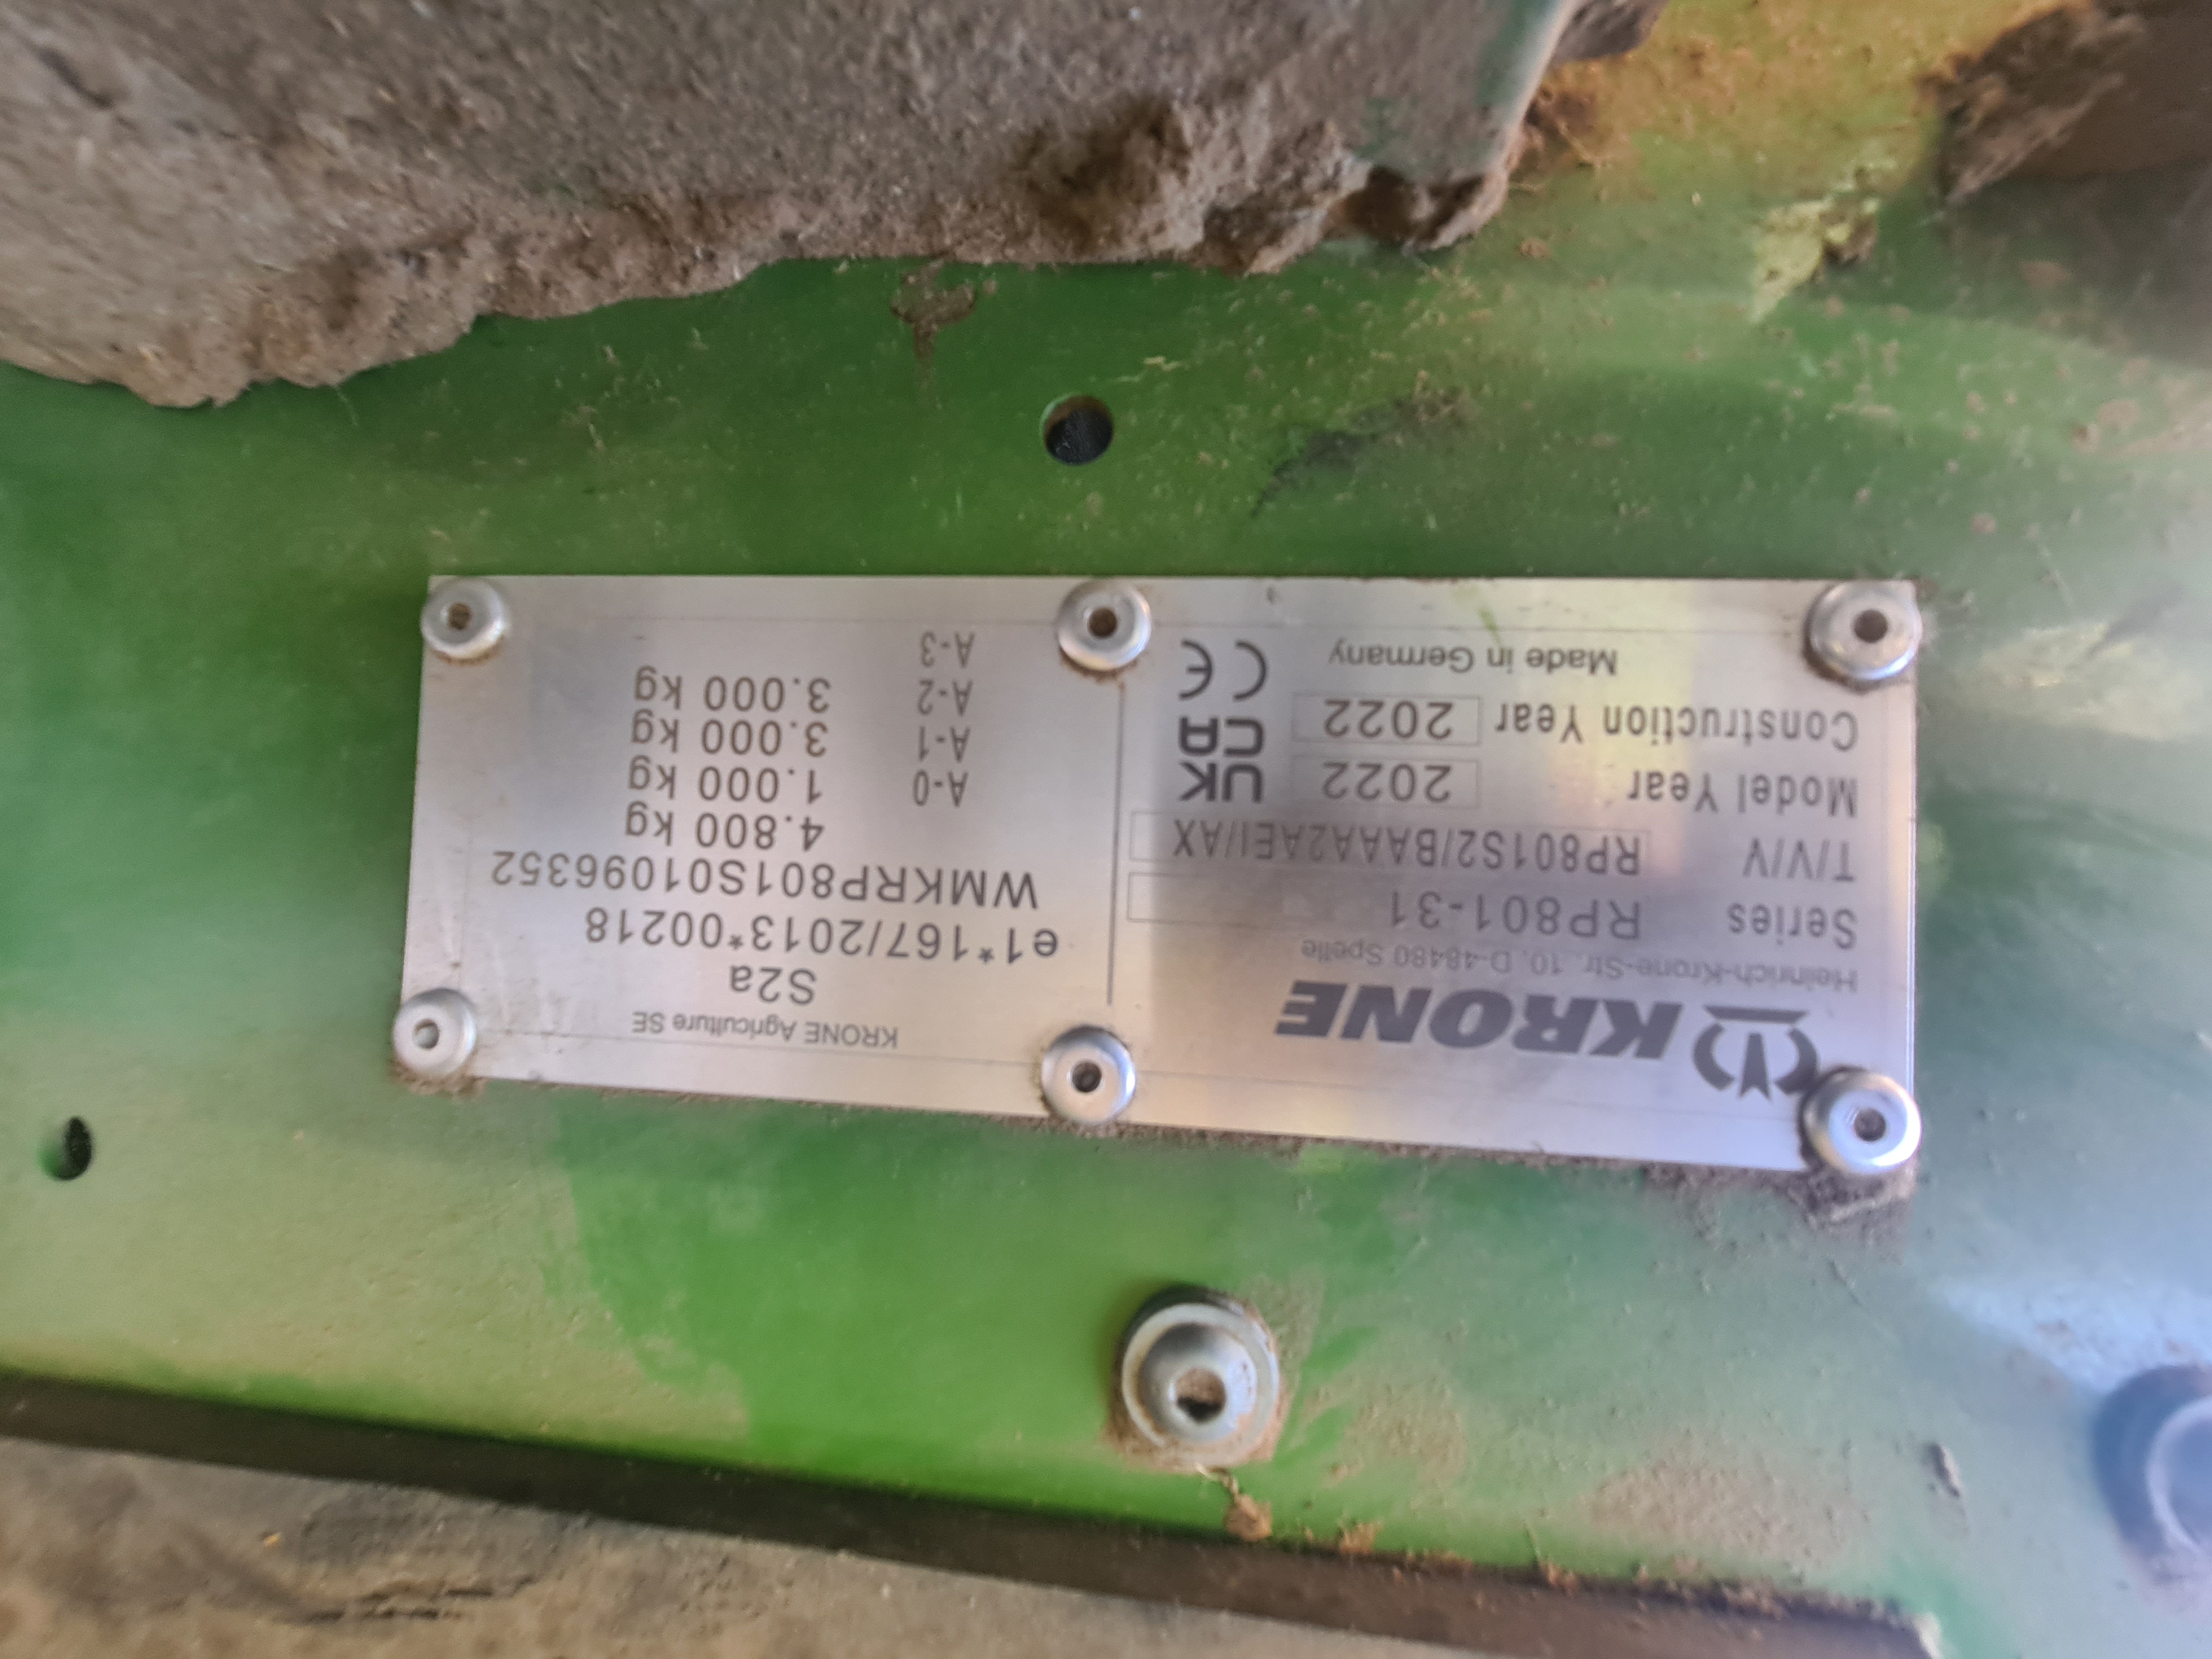 KRONE
Heinrich-Krone-Str. 10, D-48480 Spelle
Series RP801-31
T/V/V RP801S2/BAAA2AEI/AX
Model Year 2022
Construction Year 2022
Made in Germany
UK
CA
CE
KRONE Agriculture SE
S2a
e1*167/2013*00218
WMKRP801S01096352
4.800 kg
A-0 1.000 kg
A-1 3.000 kg
A-2 3.000 kg
A-3